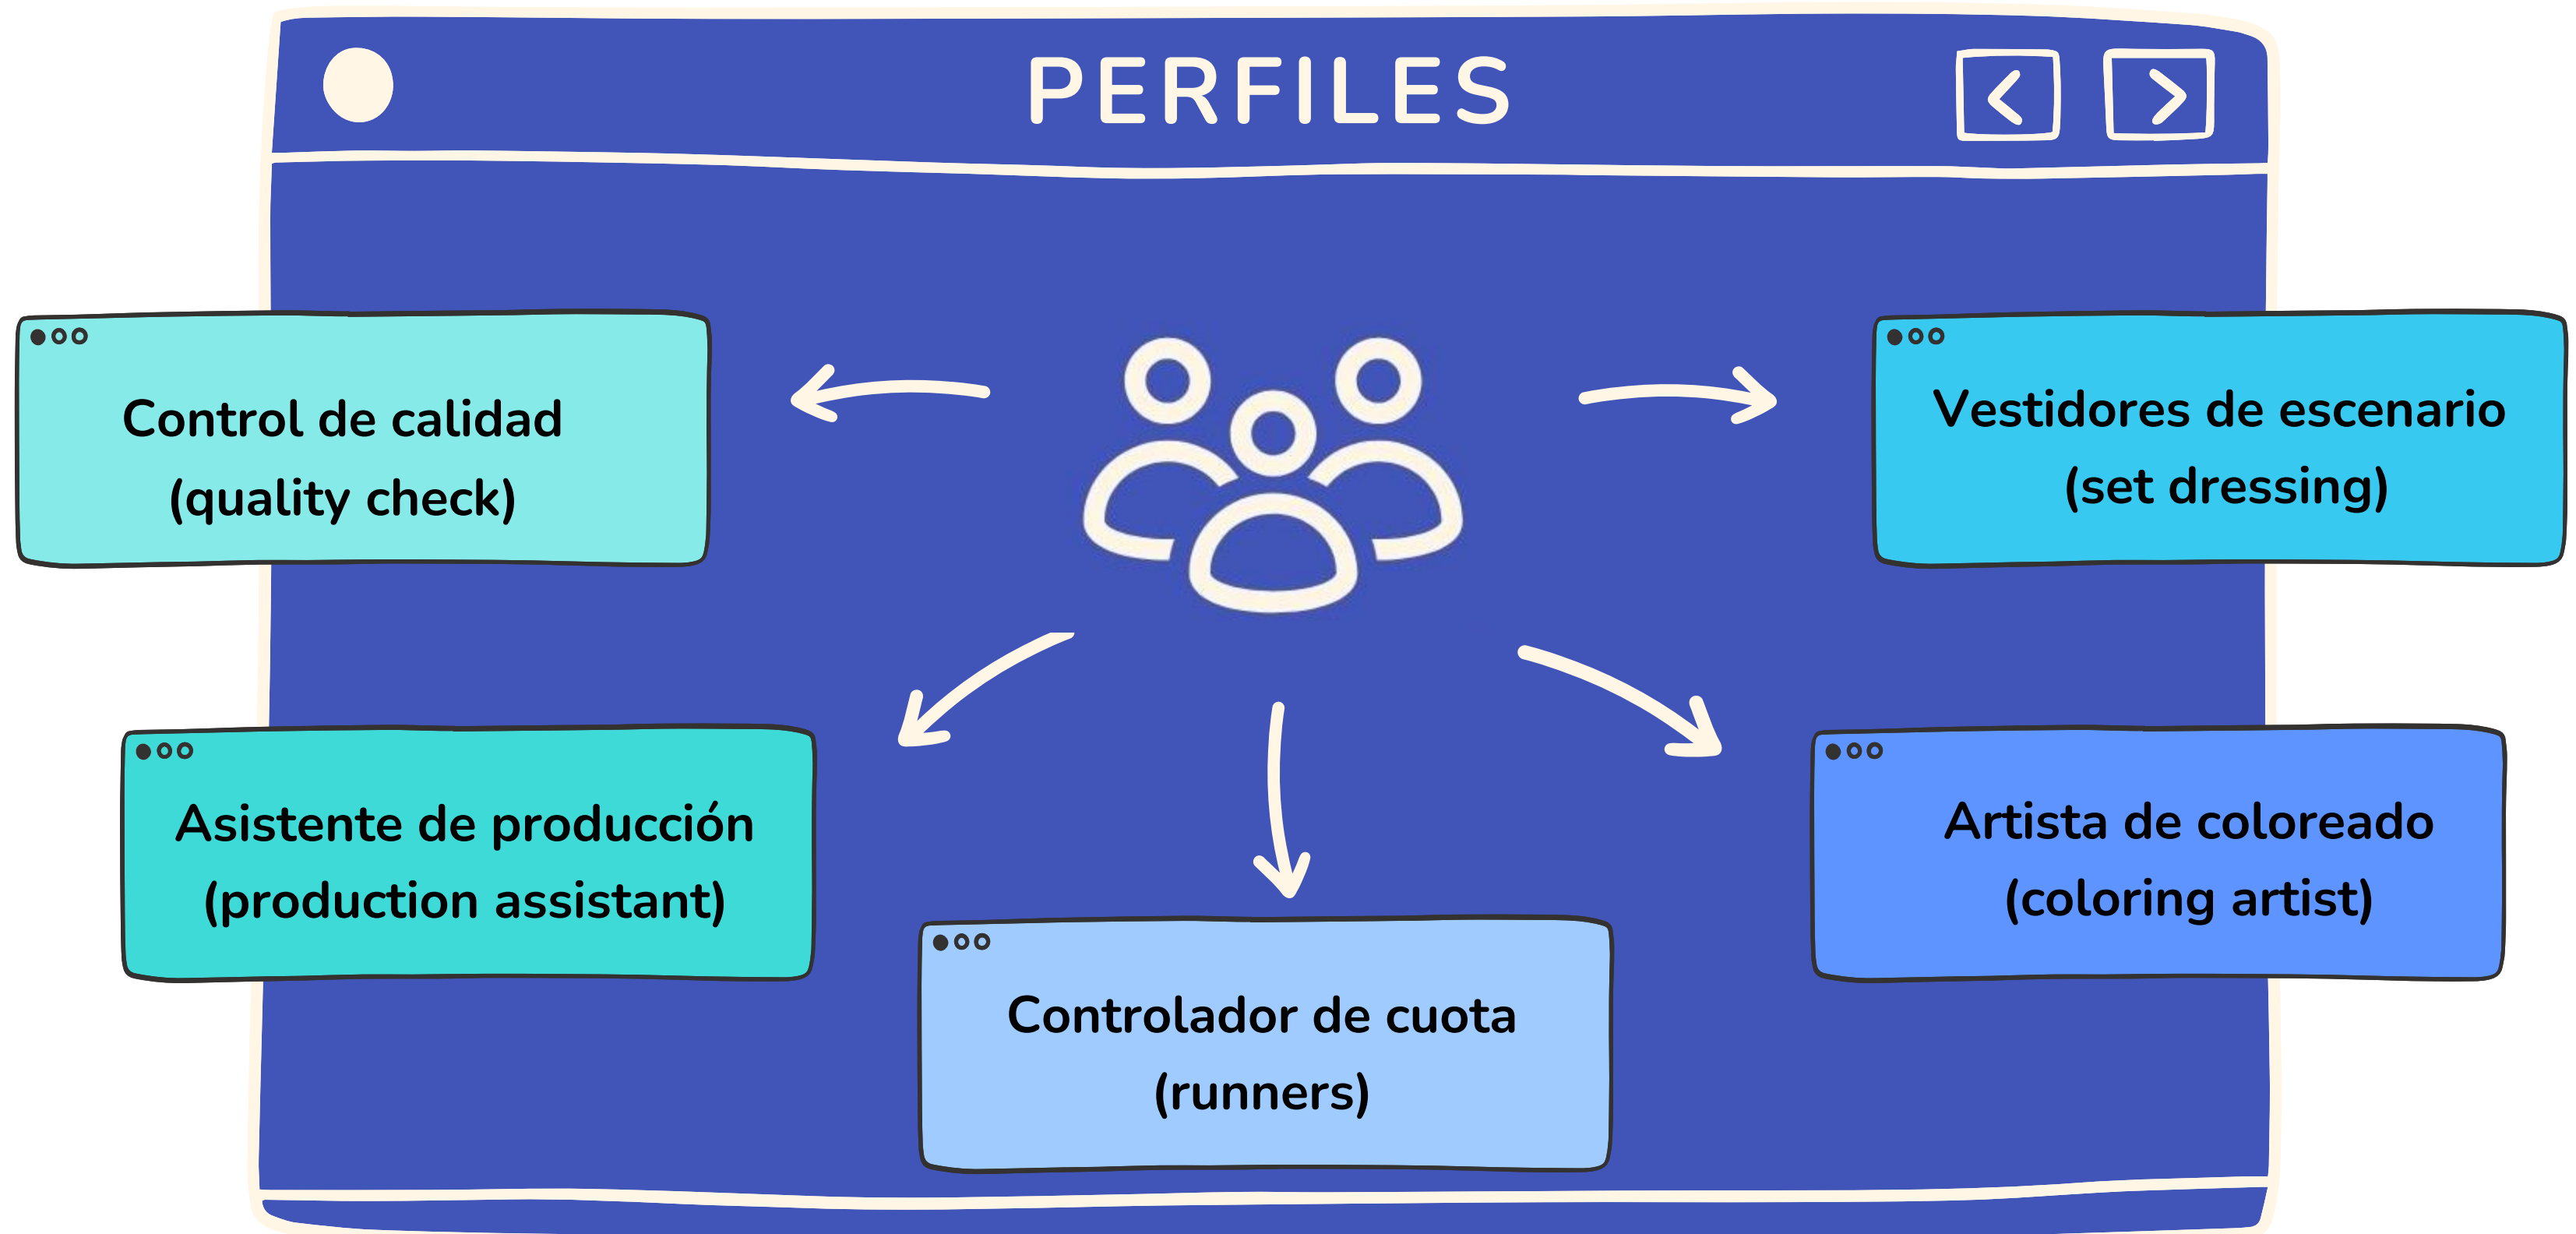 PERFILES
Control de calidad
(quality check)
Vestidores de escenario
(set dressing)
Asistente de producción
(production assistant)
Artista de coloreado
(coloring artist)
Controlador de cuota
(runners)